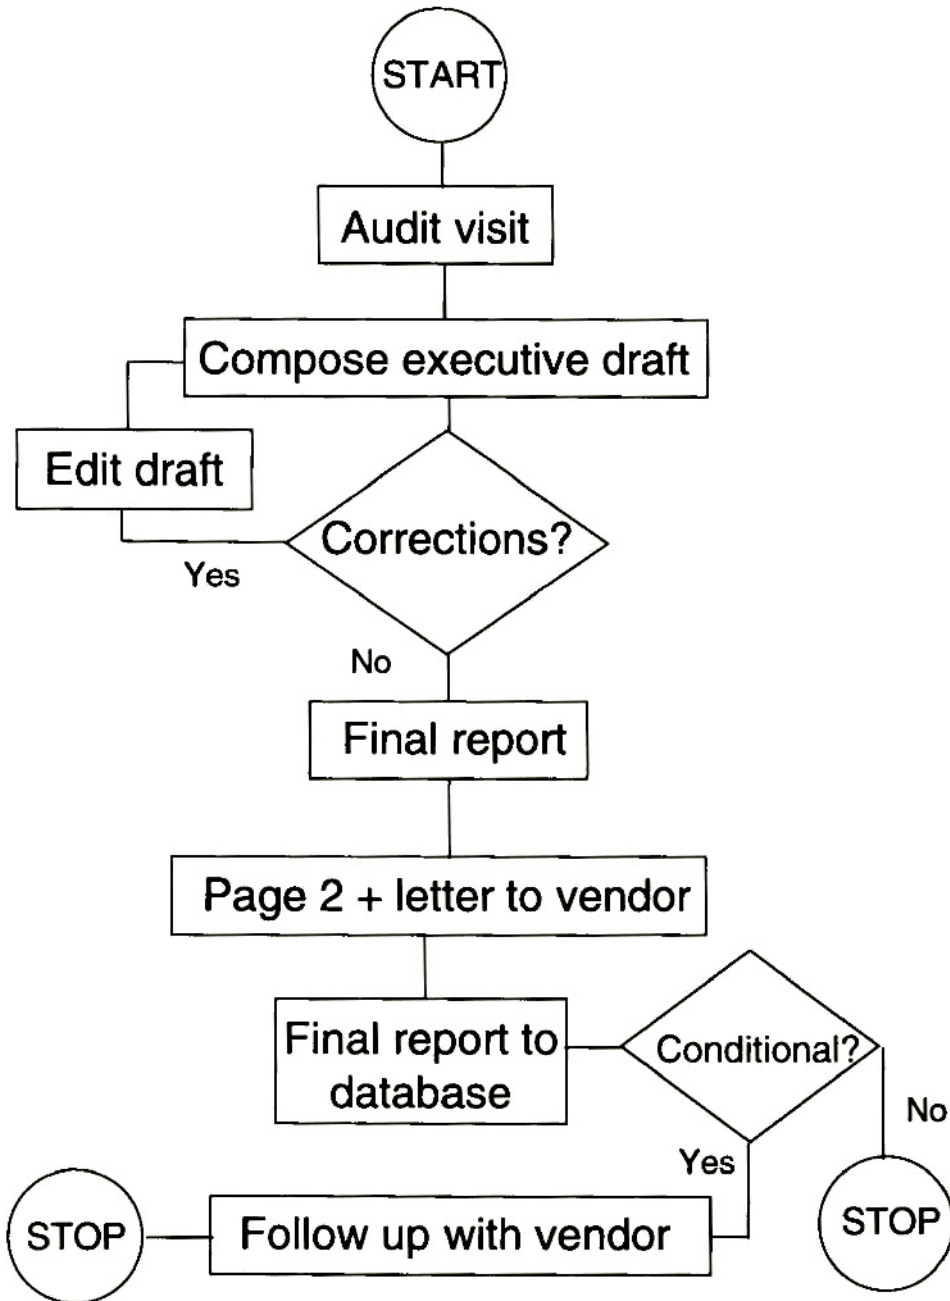 START
Audit visit
Compose executive draft
Edit draft
Corrections?
Yes
No
Final report
Page 2 + letter to vendor
Final report to
database
Conditional?
No
Yes
STOP
Follow up with vendor
STOP